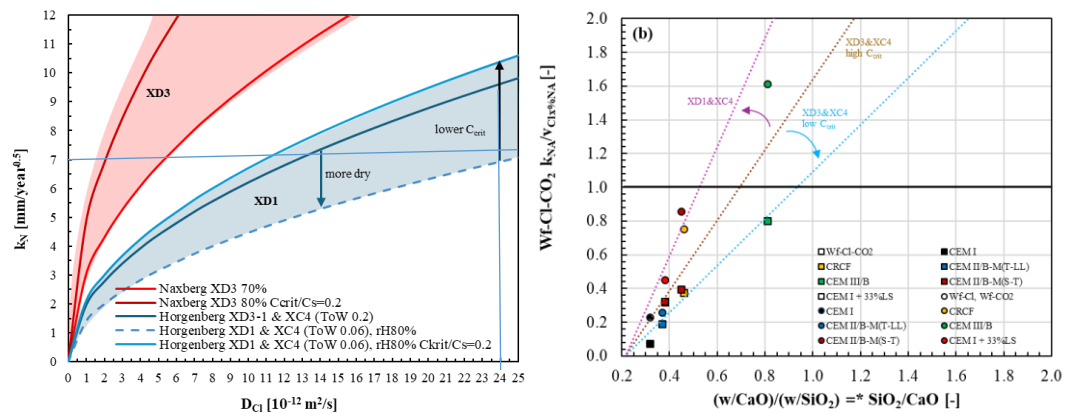 12
11
10
9
8
7
6
5
4
3
2
1
0
k_N [mm/year^0.5]
XD3
lower C_crit
more dry
XD1
Naxberg XD3 70%
Naxberg XD3 80% Ccrit/Cs=0.2
Horgenberg XD3-1 & XC4 (ToW 0.2)
Horgenberg XD1 & XC4 (ToW 0.06), rH80%
Horgenberg XD1 & XC4 (ToW 0.06), rH80% Ckrit/Cs=0.2
0 1 2 3 4 5 6 7 8 9 10 11 12 13 14 15 16 17 18 19 20 21 22 23 24 25
D_Cl [10^-12 m²/s]
(b)
2.0
1.8
1.6
1.4
1.2
1.0
0.8
0.6
0.4
0.2
0.0
Wf-Cl-CO2 k_NA/v_Clx%NA [-]
XD3&XC4
high C_crit
XD1&XC4
XD3&XC4
low C_crit
Wf-Cl-CO2 CEM I
CRCF CEM II/B-M(T-LL)
CEM III/B CEM II/B-M(S-T)
CEM I + 33%LS Wf-Cl, Wf-CO2
CEM I CRCF
CEM II/B-M(T-LL) CEM III/B
CEM II/B-M(S-T) CEM I + 33%LS
0.2 0.4 0.6 0.8 1.0 1.2 1.4 1.6 1.8 2.0
(w/CaO)/(w/SiO₂) =* SiO₂/CaO [-]